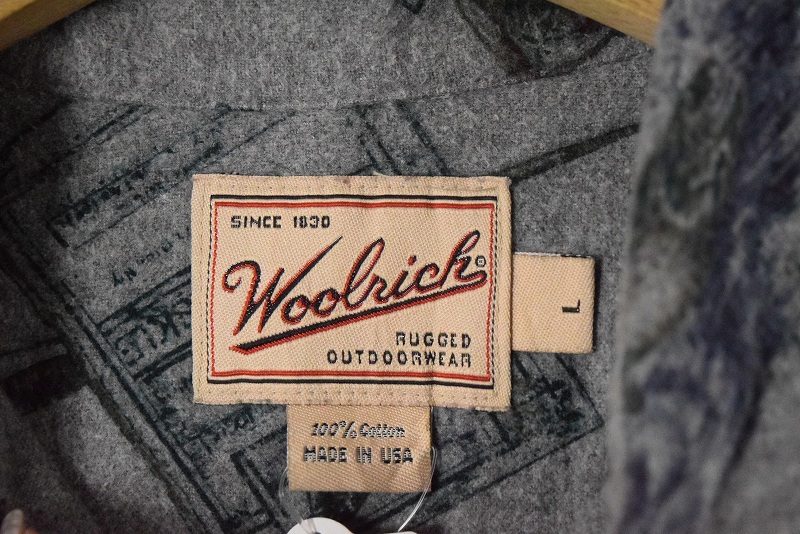 SINCE 1830
Woolrich®
RUGGED
OUTDOORWEAR
L
100% Cotton
MADE IN USA